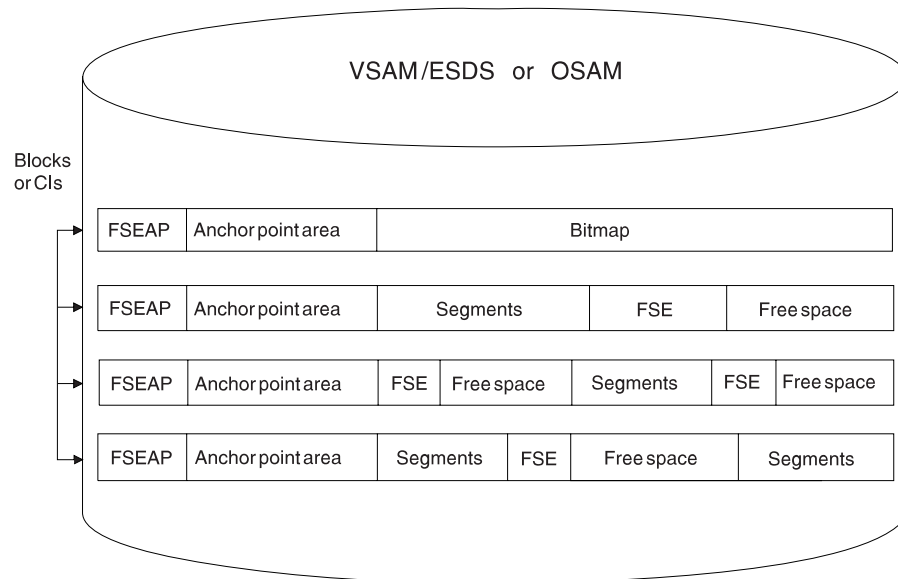 VSAM/ESDS or OSAM
Blocks
or CIs
FSEAP Anchor point area Bitmap
FSEAP Anchor point area Segments FSE Free space
FSEAP Anchor point area FSE Free space Segments FSE Free space
FSEAP Anchor point area Segments FSE Free space Segments